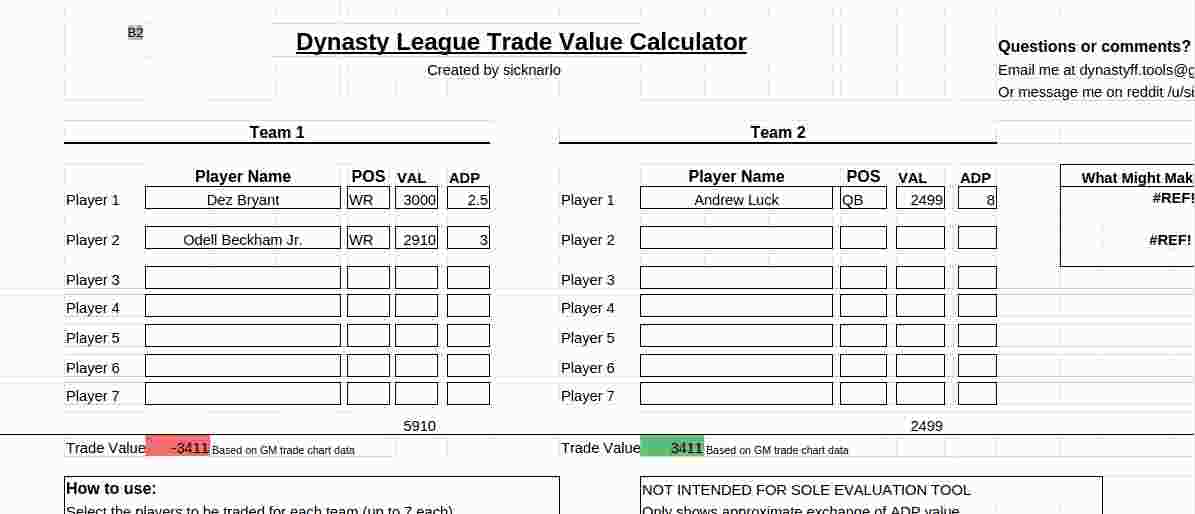 B2
Dynasty League Trade Value Calculator
Created by sicknarlo
Questions or comments?
Email me at dynastyff.tools@
Or message me on reddit /u/si
Team 1
Team 2
Player Name POS VAL ADP
Player Name POS VAL ADP
What Might Mak
Player 1 Dez Bryant WR 3000 2.5
Player 1 Andrew Luck QB 2499 8
#REF!
Player 2 Odell Beckham Jr. WR 2910 3
Player 2
#REF!
Player 3
Player 3
Player 4
Player 4
Player 5
Player 5
Player 6
Player 6
Player 7
Player 7
5910
2499
Trade Value -3411 Based on GM trade chart data
Trade Value 3411 Based on GM trade chart data
How to use:
Select the players to be traded for each team (up to 7 each)
NOT INTENDED FOR SOLE EVALUATION TOOL
Only shows approximate exchange of ADP value